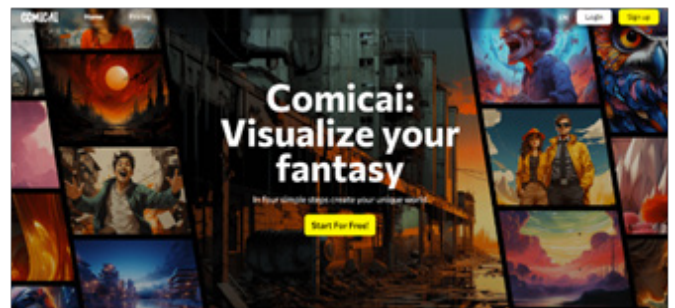 COMICAI
Home
Pricing
Login
Sign up
Comicai:
Visualize your
fantasy
In four simple steps create your unique world.
Start For Free!